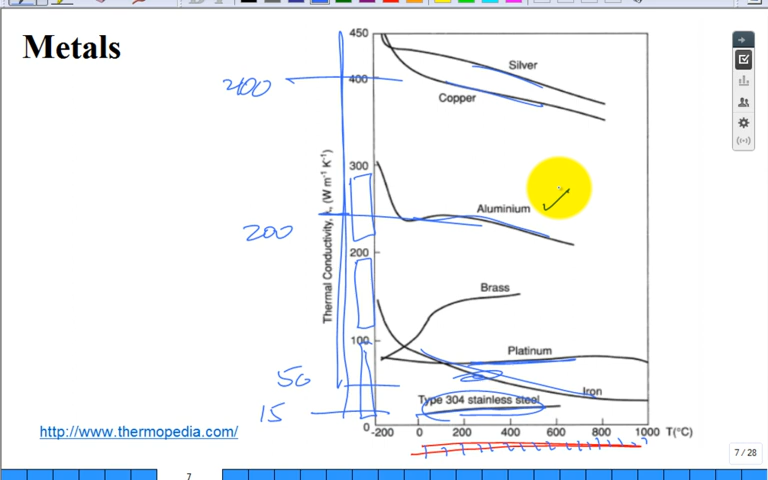 Metals
450
400
300
200
100
0
Thermal Conductivity, λ, (W m⁻¹ K⁻¹)
Silver
Copper
Aluminium
Brass
Platinum
Iron
Type 304 stainless steel
-200 0 200 400 600 800 1000 T(°C)
400
200
50
15
http://www.thermopedia.com/
7 / 28
7